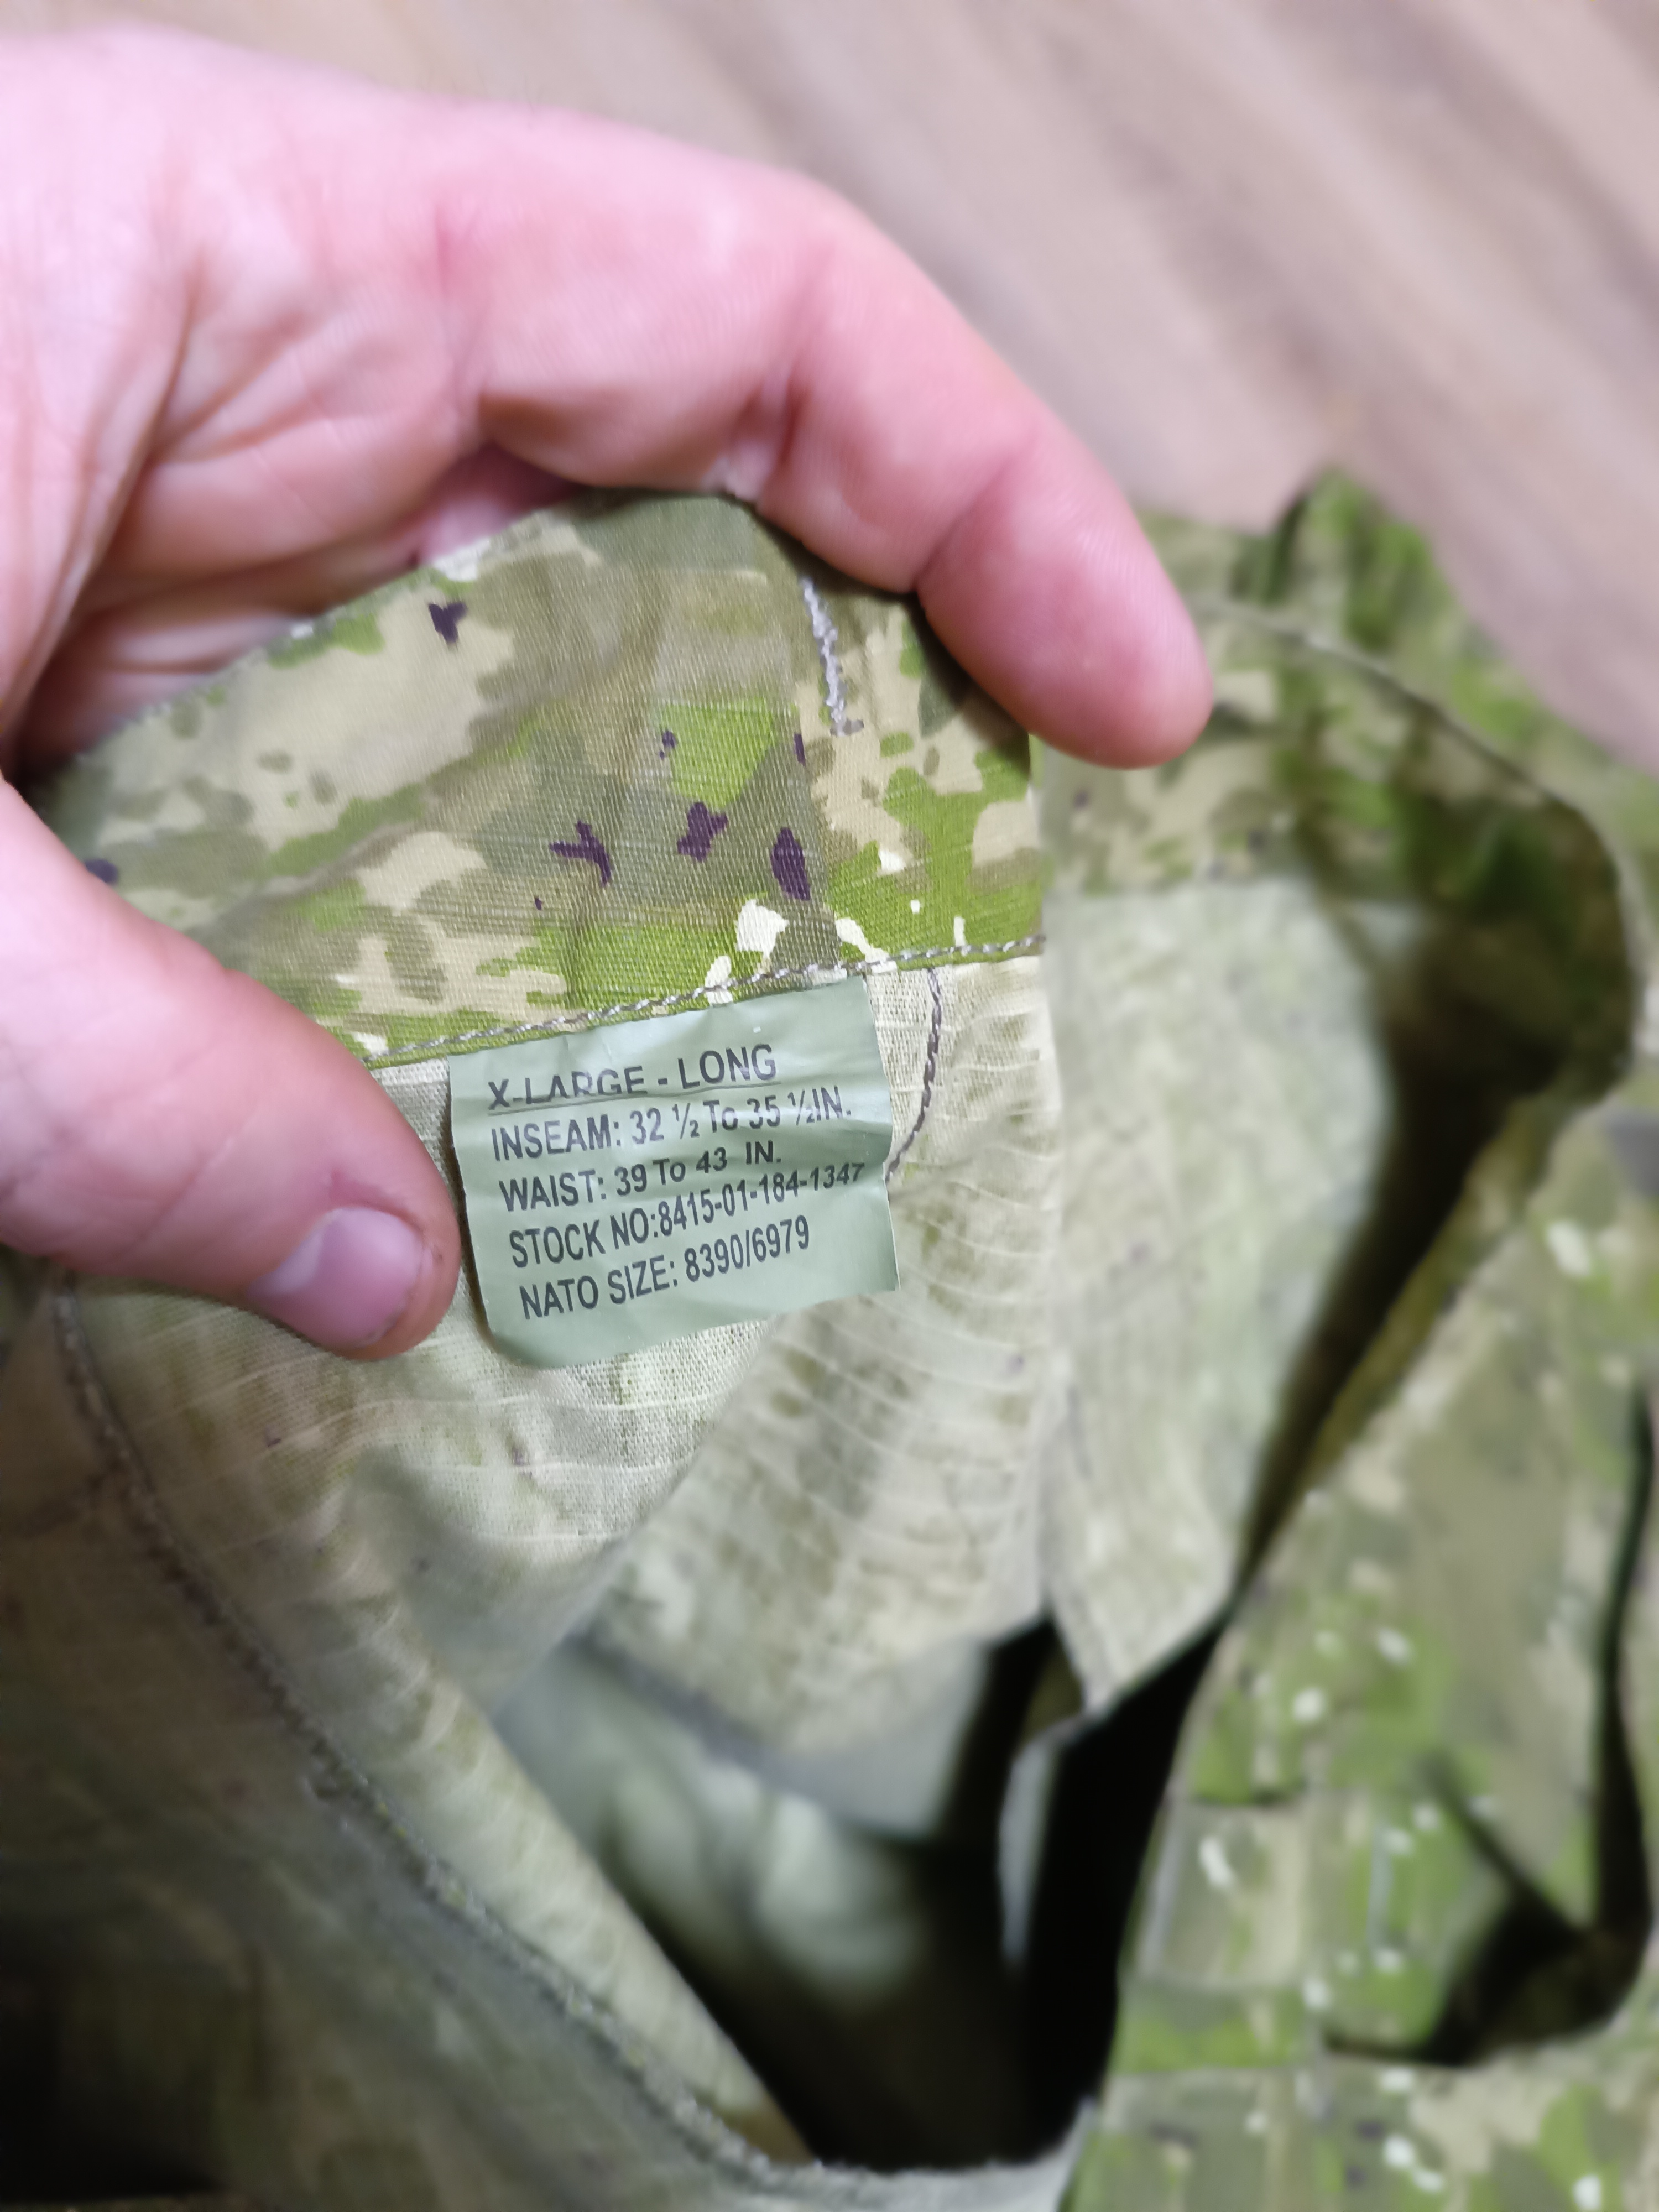 X-LARGE - LONG
INSEAM: 32 ½ To 35 ½IN.
WAIST: 39 To 43 IN.
STOCK NO:8415-01-184-1347
NATO SIZE: 8390/6979